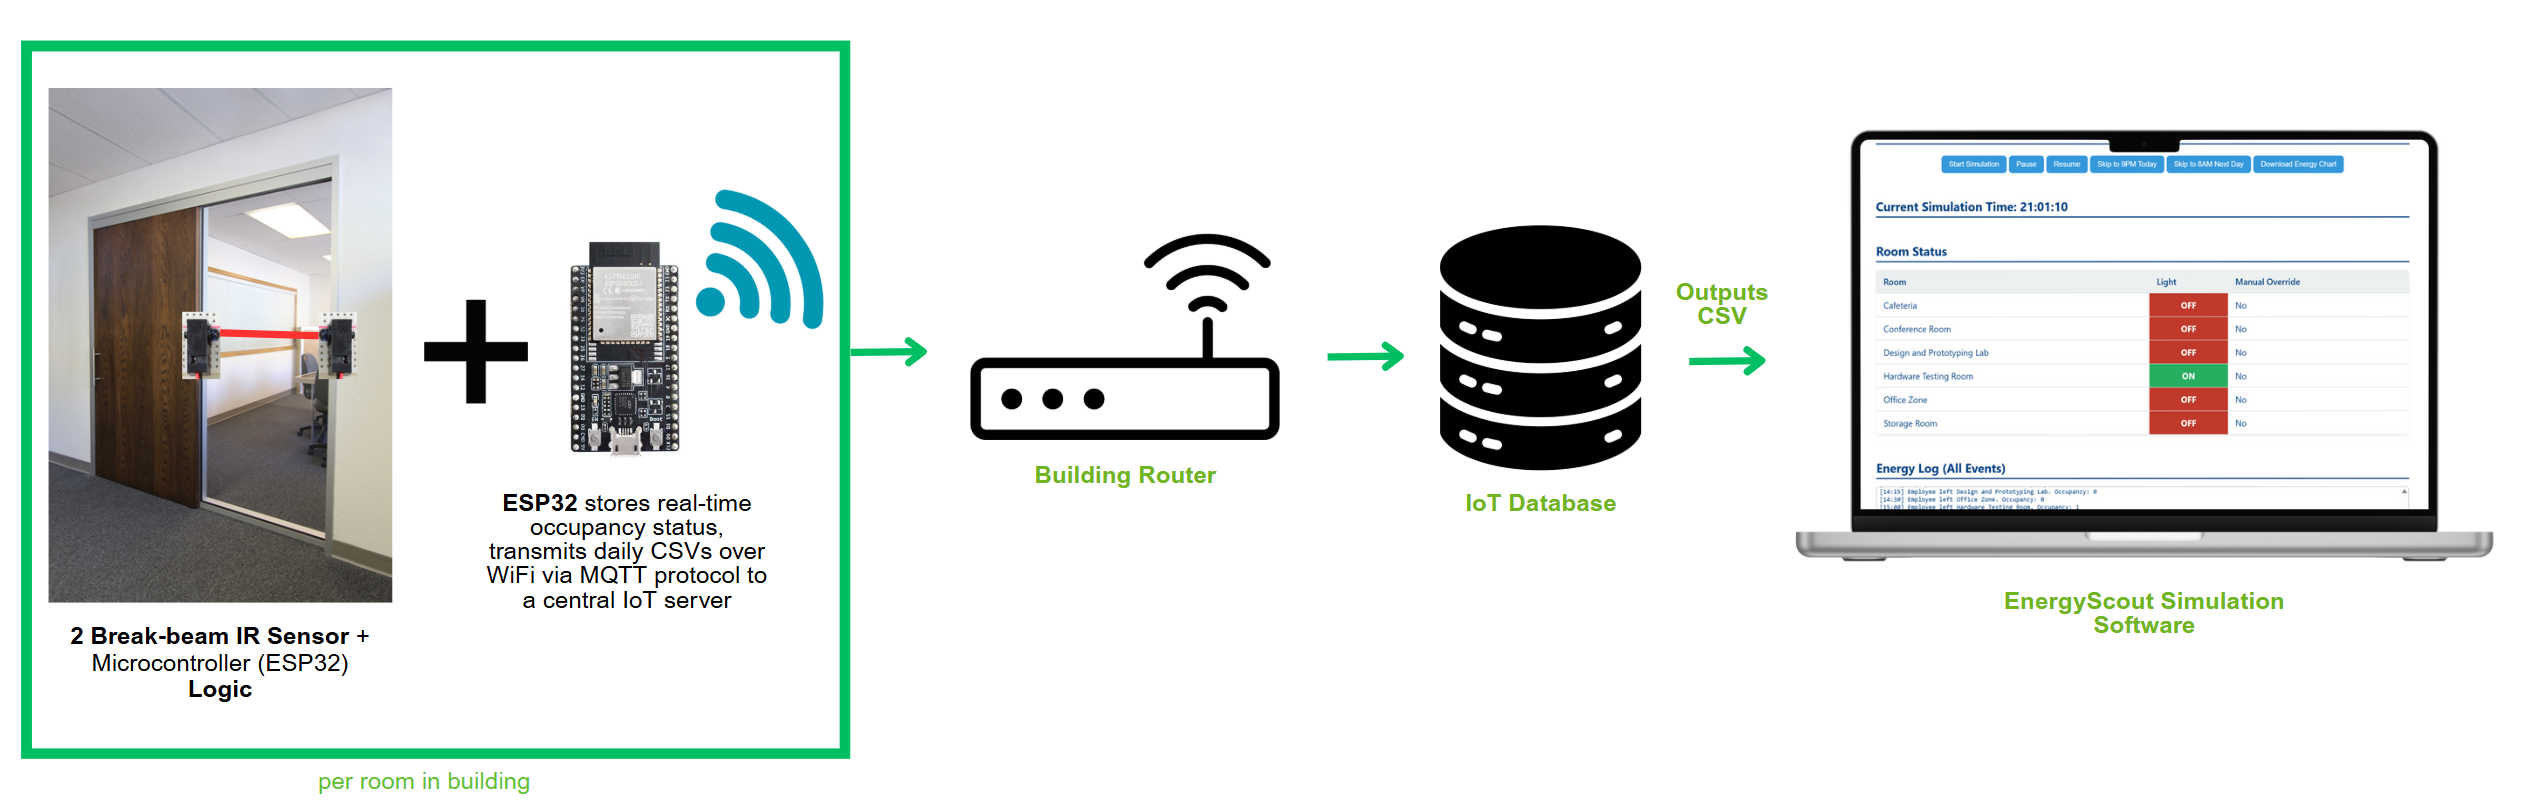 2 Break-beam IR Sensor +
Microcontroller (ESP32)
Logic
ESP32 stores real-time
occupancy status,
transmits daily CSVs over
WiFi via MQTT protocol to
a central IoT server
per room in building
Building Router
IoT Database
Outputs
CSV
Start Simulation Pause Resume Skip to 9PM Today Skip to 8AM Next Day Download Energy Chart
Current Simulation Time: 21:01:10
Room Status
Room Light Manual Override
Cafeteria OFF No
Conference Room OFF No
Design and Prototyping Lab OFF No
Hardware Testing Room ON No
Office Zone OFF No
Storage Room OFF No
Energy Log (All Events)
[14:15] Employee left Design and Prototyping Lab. Occupancy: 0
[14:30] Employee left Office Zone. Occupancy: 0
[15:00] Employee left Hardware Testing Room. Occupancy: 1
EnergyScout Simulation
Software